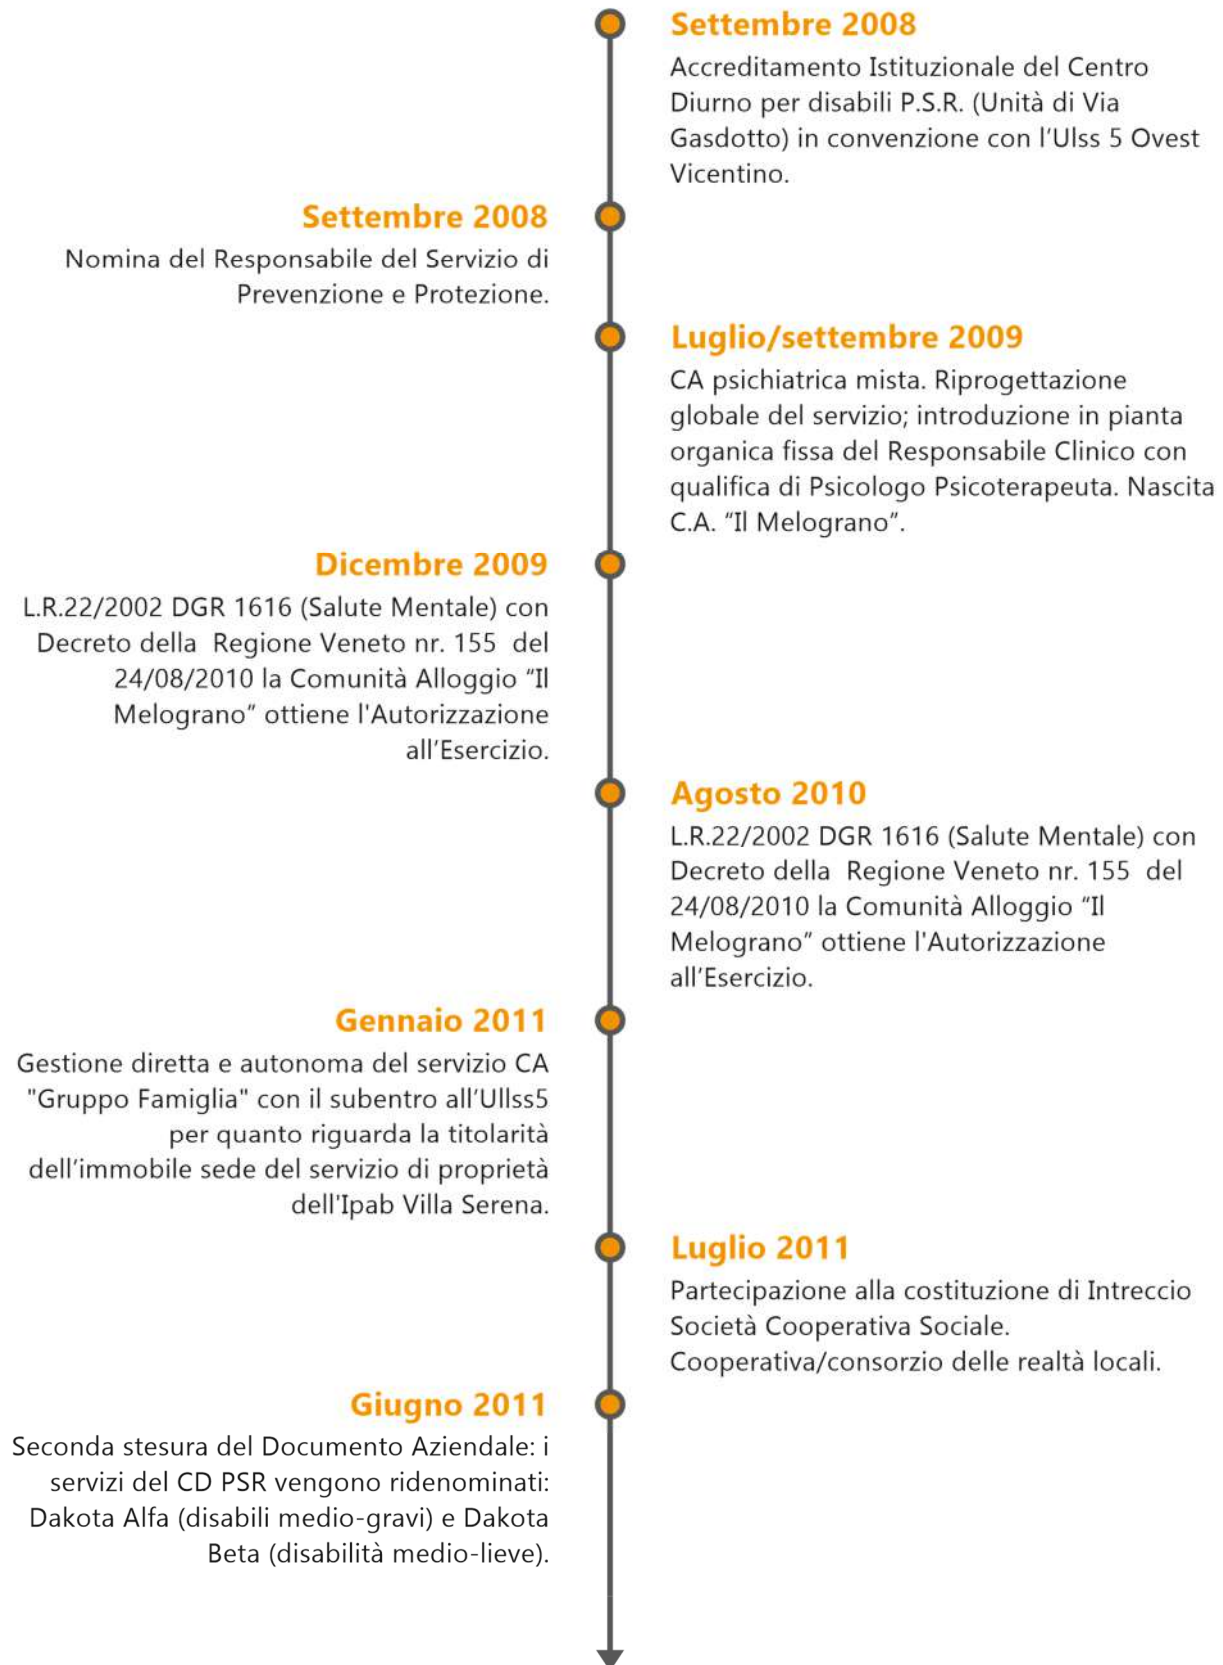 Settembre 2008
Accreditamento Istituzionale del Centro
Diurno per disabili P.S.R. (Unità di Via
Gasdotto) in convenzione con l’Ulss 5 Ovest
Vicentino.
Settembre 2008
Nomina del Responsabile del Servizio di
Prevenzione e Protezione.
Luglio/settembre 2009
CA psichiatrica mista. Riprogettazione
globale del servizio; introduzione in pianta
organica fissa del Responsabile Clinico con
qualifica di Psicologo Psicoterapeuta. Nascita
C.A. “Il Melograno”.
Dicembre 2009
L.R.22/2002 DGR 1616 (Salute Mentale) con
Decreto della  Regione Veneto nr. 155  del
24/08/2010 la Comunità Alloggio “Il
Melograno” ottiene l'Autorizzazione
all’Esercizio.
Agosto 2010
L.R.22/2002 DGR 1616 (Salute Mentale) con
Decreto della  Regione Veneto nr. 155  del
24/08/2010 la Comunità Alloggio “Il
Melograno” ottiene l'Autorizzazione
all’Esercizio.
Gennaio 2011
Gestione diretta e autonoma del servizio CA
"Gruppo Famiglia" con il subentro all’Ullss5
per quanto riguarda la titolarità
dell’immobile sede del servizio di proprietà
dell'Ipab Villa Serena.
Luglio 2011
Partecipazione alla costituzione di Intreccio
Società Cooperativa Sociale.
Cooperativa/consorzio delle realtà locali.
Giugno 2011
Seconda stesura del Documento Aziendale: i
servizi del CD PSR vengono ridenominati:
Dakota Alfa (disabili medio-gravi) e Dakota
Beta (disabilità medio-lieve).